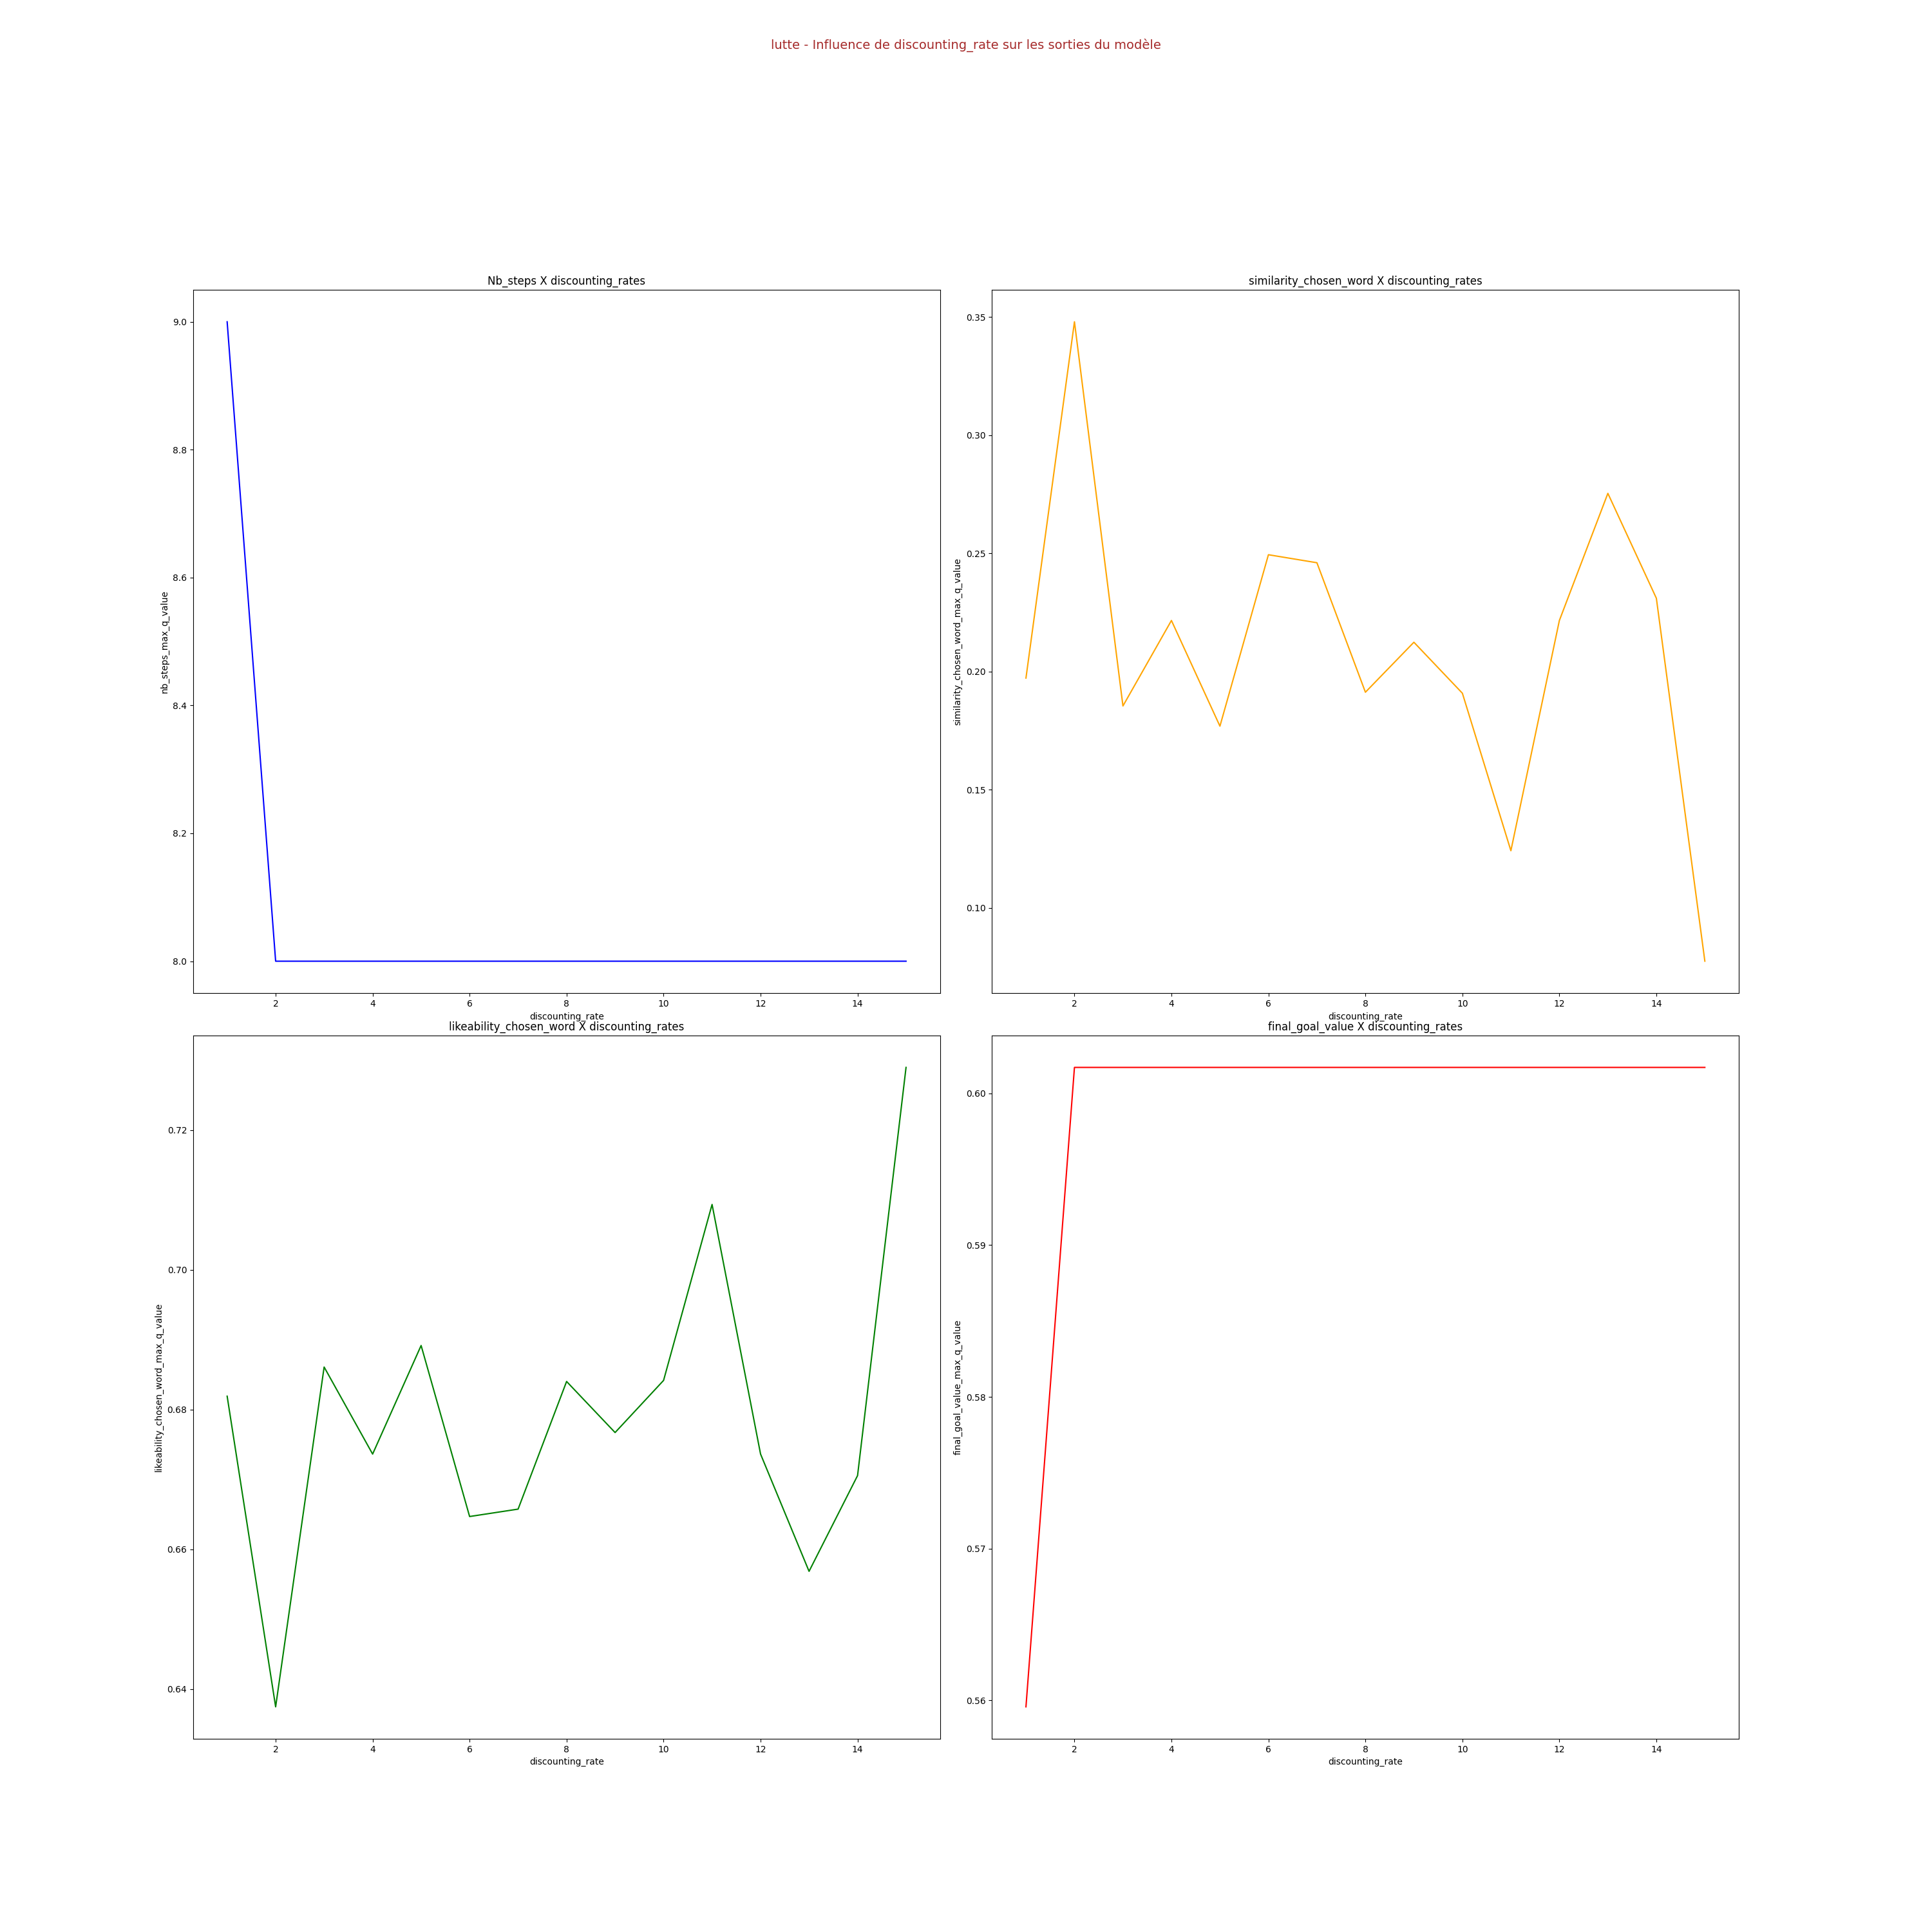 lutte - Influence de discounting_rate sur les sorties du modèle
Nb_steps X discounting_rates
9.0
8.8
8.6
8.4
8.2
8.0
nb_steps_max_q_value
2 4 6 8 10 12 14
discounting_rate
similarity_chosen_word X discounting_rates
0.35
0.30
0.25
0.20
0.15
0.10
similarity_chosen_word_max_q_value
2 4 6 8 10 12 14
discounting_rate
likeability_chosen_word X discounting_rates
0.72
0.70
0.68
0.66
0.64
likeability_chosen_word_max_q_value
2 4 6 8 10 12 14
discounting_rate
final_goal_value X discounting_rates
0.60
0.59
0.58
0.57
0.56
final_goal_value_max_q_value
2 4 6 8 10 12 14
discounting_rate